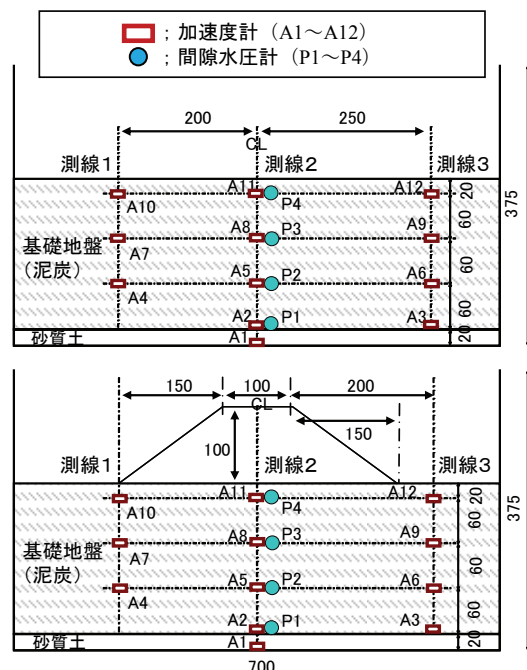 ；加速度計（A1～A12）
；間隙水圧計（P1～P4）
200
250
CL
測線1
測線2
測線3
A11
A12
20
A10
P4
60
375
A8
P3
A9
基礎地盤
（泥炭）
A7
60
A5
P2
A6
A4
60
A2
P1
A3
砂質土
A1
20
150
100
200
CL
150
100
測線1
測線2
測線3
A11
A12
20
A10
P4
60
375
A8
P3
A9
基礎地盤
（泥炭）
A7
60
A5
P2
A6
A4
60
A2
P1
A3
砂質土
A1
20
700